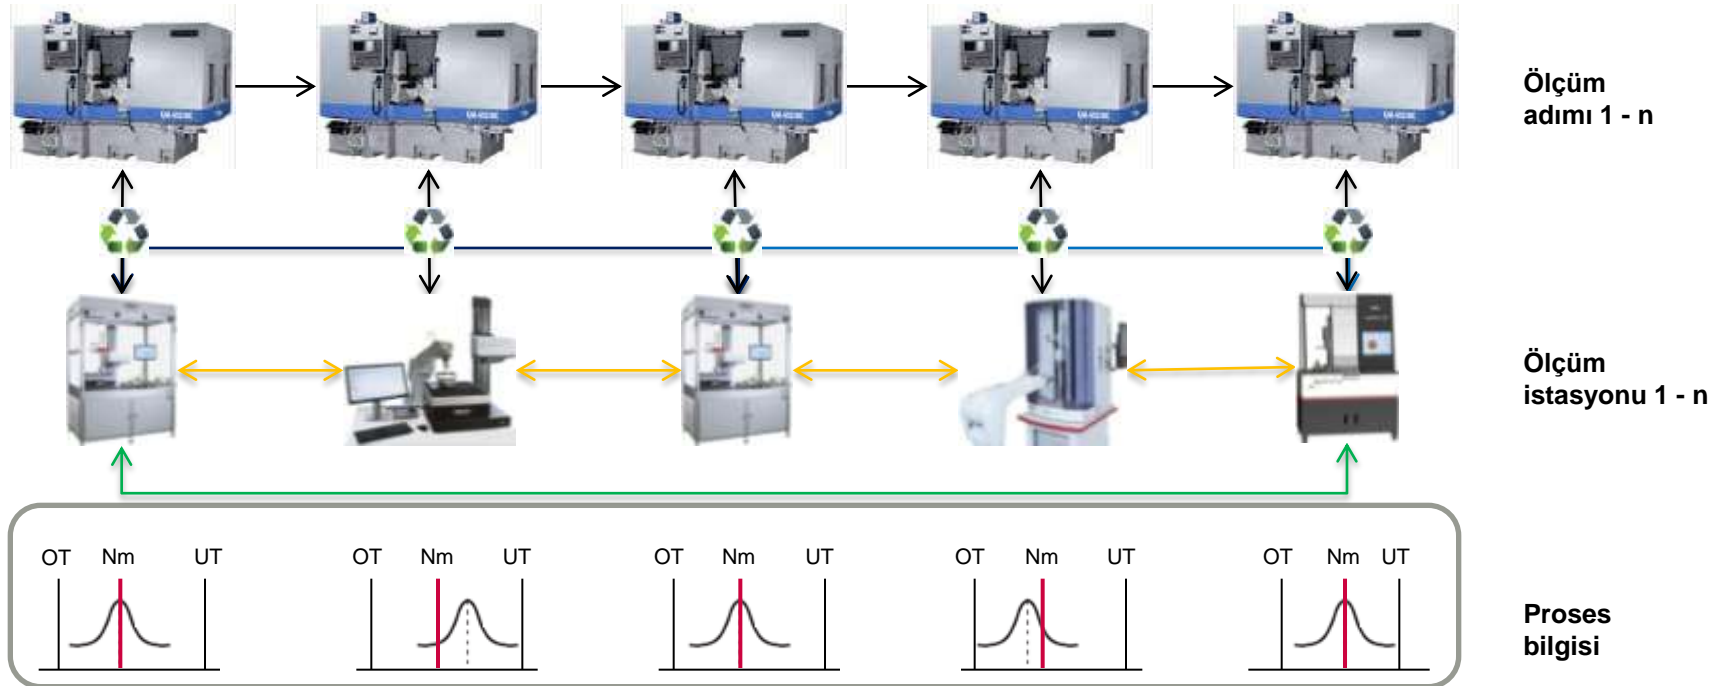 Ölçüm
adımı 1 - n
Ölçüm
istasyonu 1 - n
OT Nm UT
OT Nm UT
OT Nm UT
OT Nm UT
OT Nm UT
Proses
bilgisi